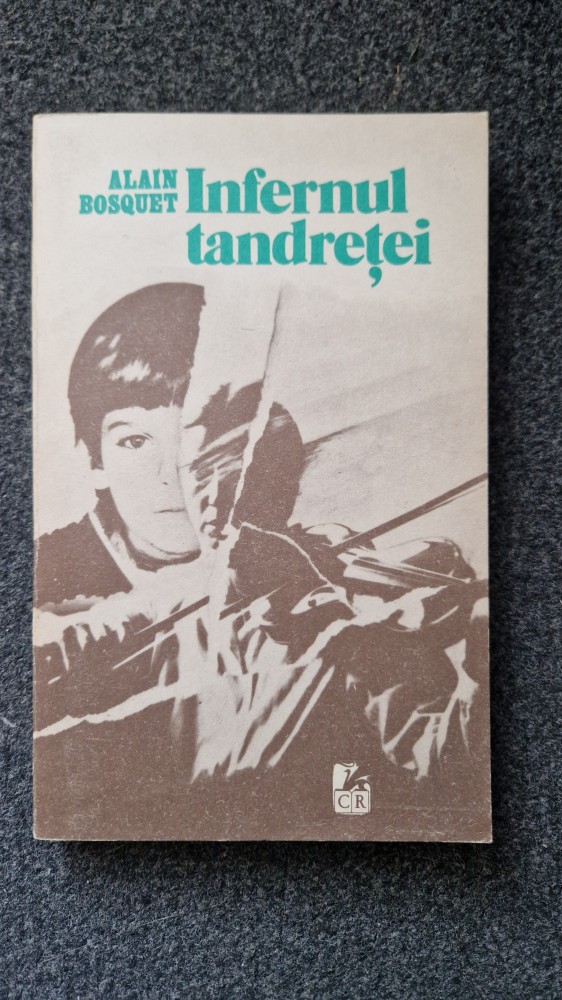 ALAIN
BOSQUET
Infernul
tandreței
CR